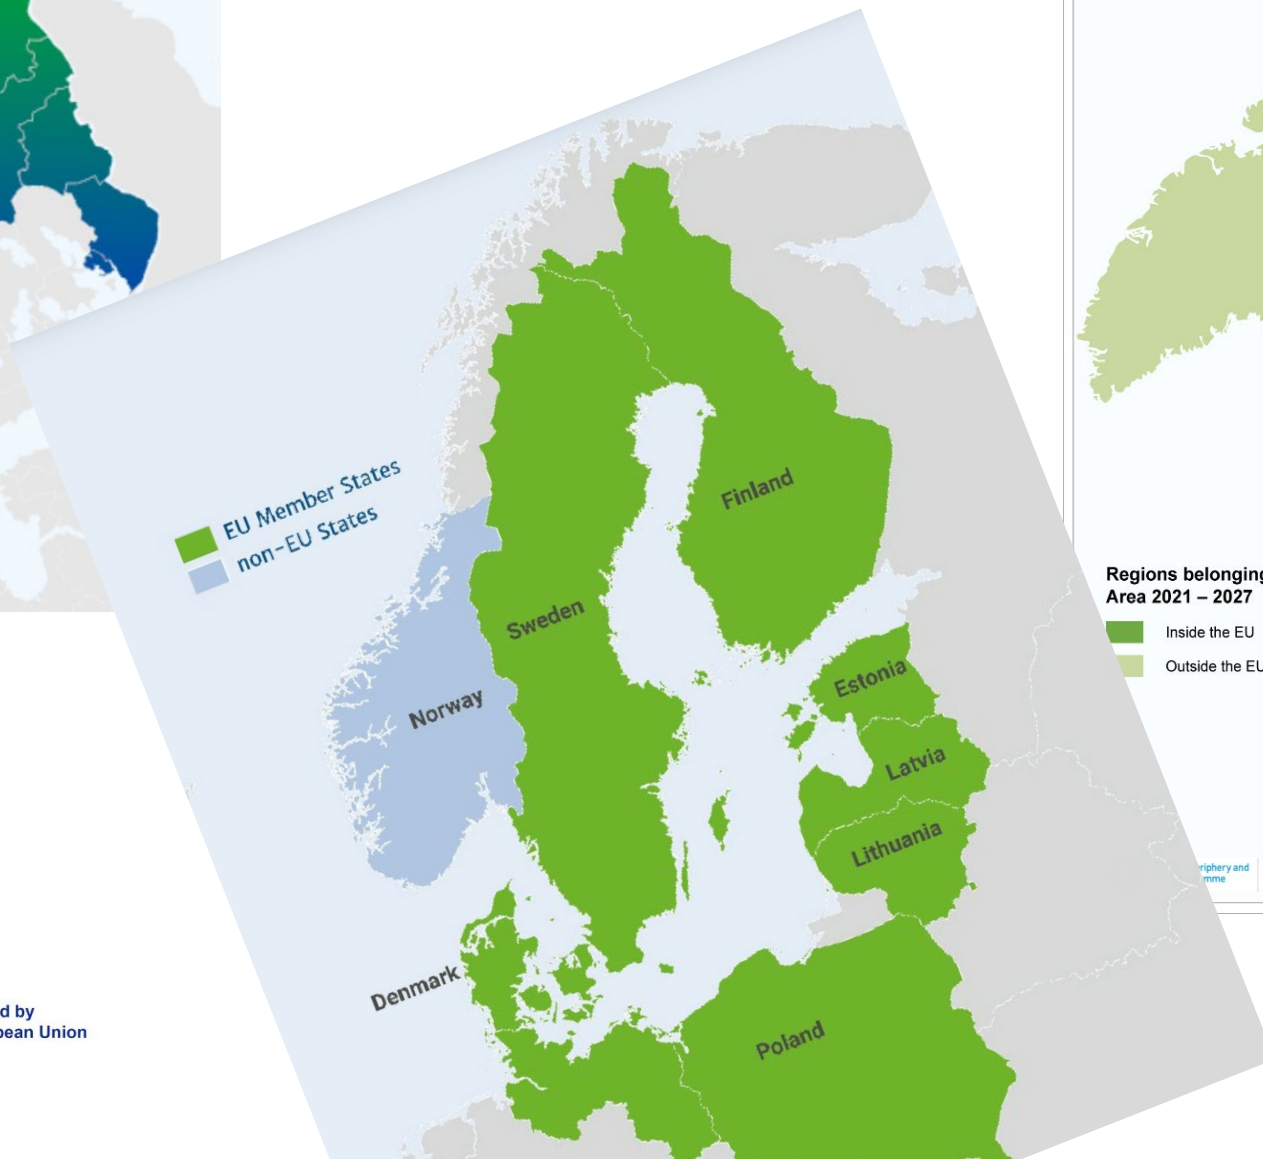 EU Member States
non-EU States
Finland
Sweden
Norway
Estonia
Latvia
Lithuania
Denmark
Poland
Regions belonging
Area 2021 – 2027
Inside the EU
Outside the EU
and
d by
Union